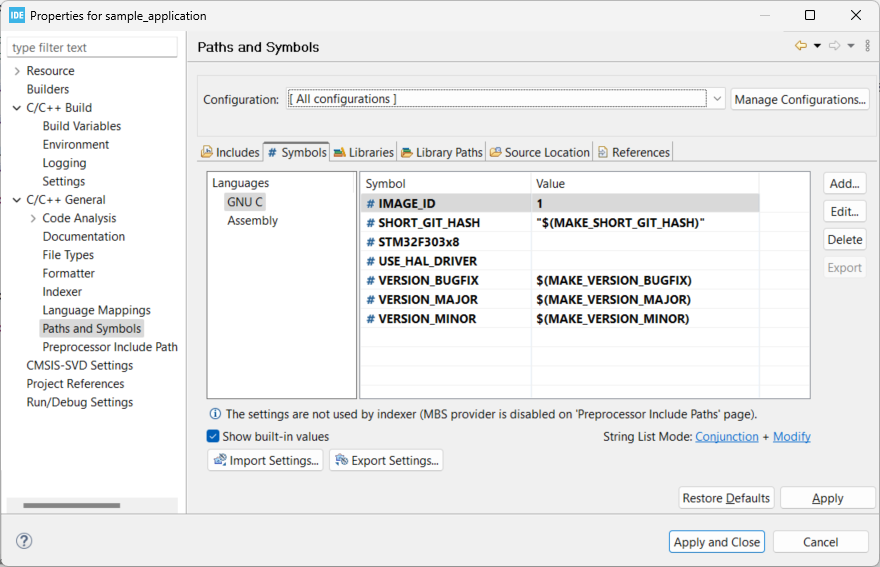 IDE Properties for sample_application
type filter text
Resource
Builders
C/C++ Build
Build Variables
Environment
Logging
Settings
C/C++ General
Code Analysis
Documentation
File Types
Formatter
Indexer
Language Mappings
Paths and Symbols
Preprocessor Include Path
CMSIS-SVD Settings
Project References
Run/Debug Settings
Paths and Symbols
Configuration: [ All configurations ] Manage Configurations...
Includes # Symbols Libraries Library Paths Source Location References
Languages
GNU C
Assembly
Symbol Value
# IMAGE_ID 1
# SHORT_GIT_HASH "$(MAKE_SHORT_GIT_HASH)"
# STM32F303x8
# USE_HAL_DRIVER
# VERSION_BUGFIX $(MAKE_VERSION_BUGFIX)
# VERSION_MAJOR $(MAKE_VERSION_MAJOR)
# VERSION_MINOR $(MAKE_VERSION_MINOR)
Add...
Edit...
Delete
Export
The settings are not used by indexer (MBS provider is disabled on 'Preprocessor Include Paths' page).
Show built-in values String List Mode: Conjunction + Modify
Import Settings... Export Settings...
Restore Defaults Apply
? Apply and Close Cancel